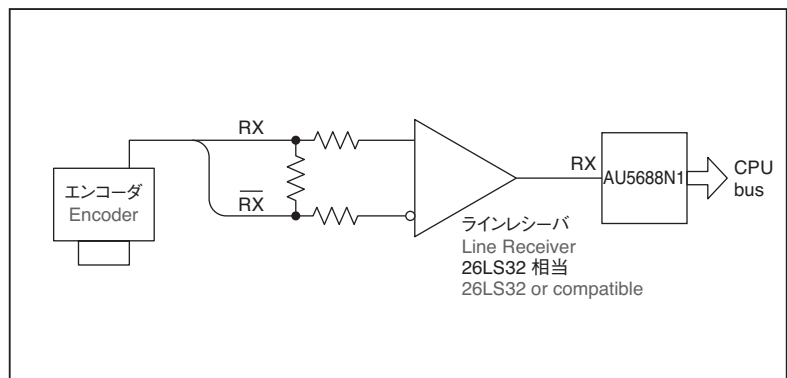 エンコーダ
Encoder
RX
R̅X̅
ラインレシーバ
Line Receiver
26LS32 相当
26LS32 or compatible
RX
AU5688N1
CPU
bus